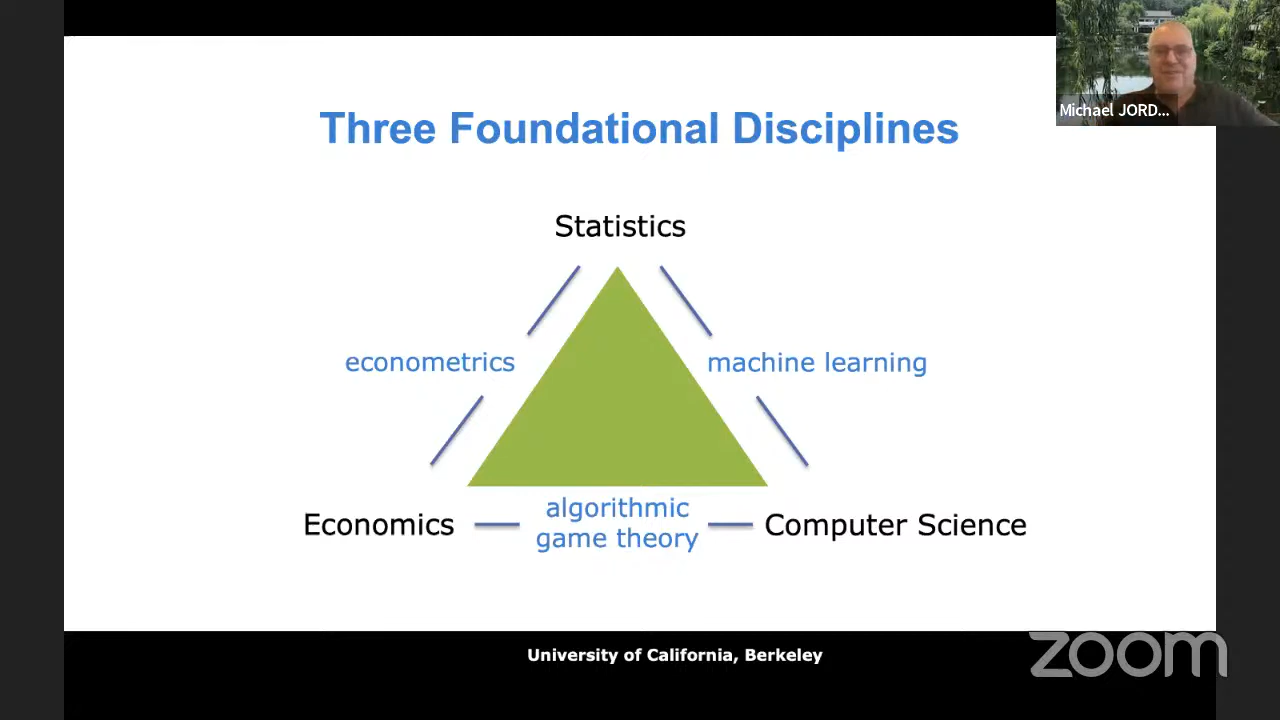 Michael JORD...
Three Foundational Disciplines
Statistics
econometrics
machine learning
Economics
algorithmic
game theory
Computer Science
University of California, Berkeley
zoom